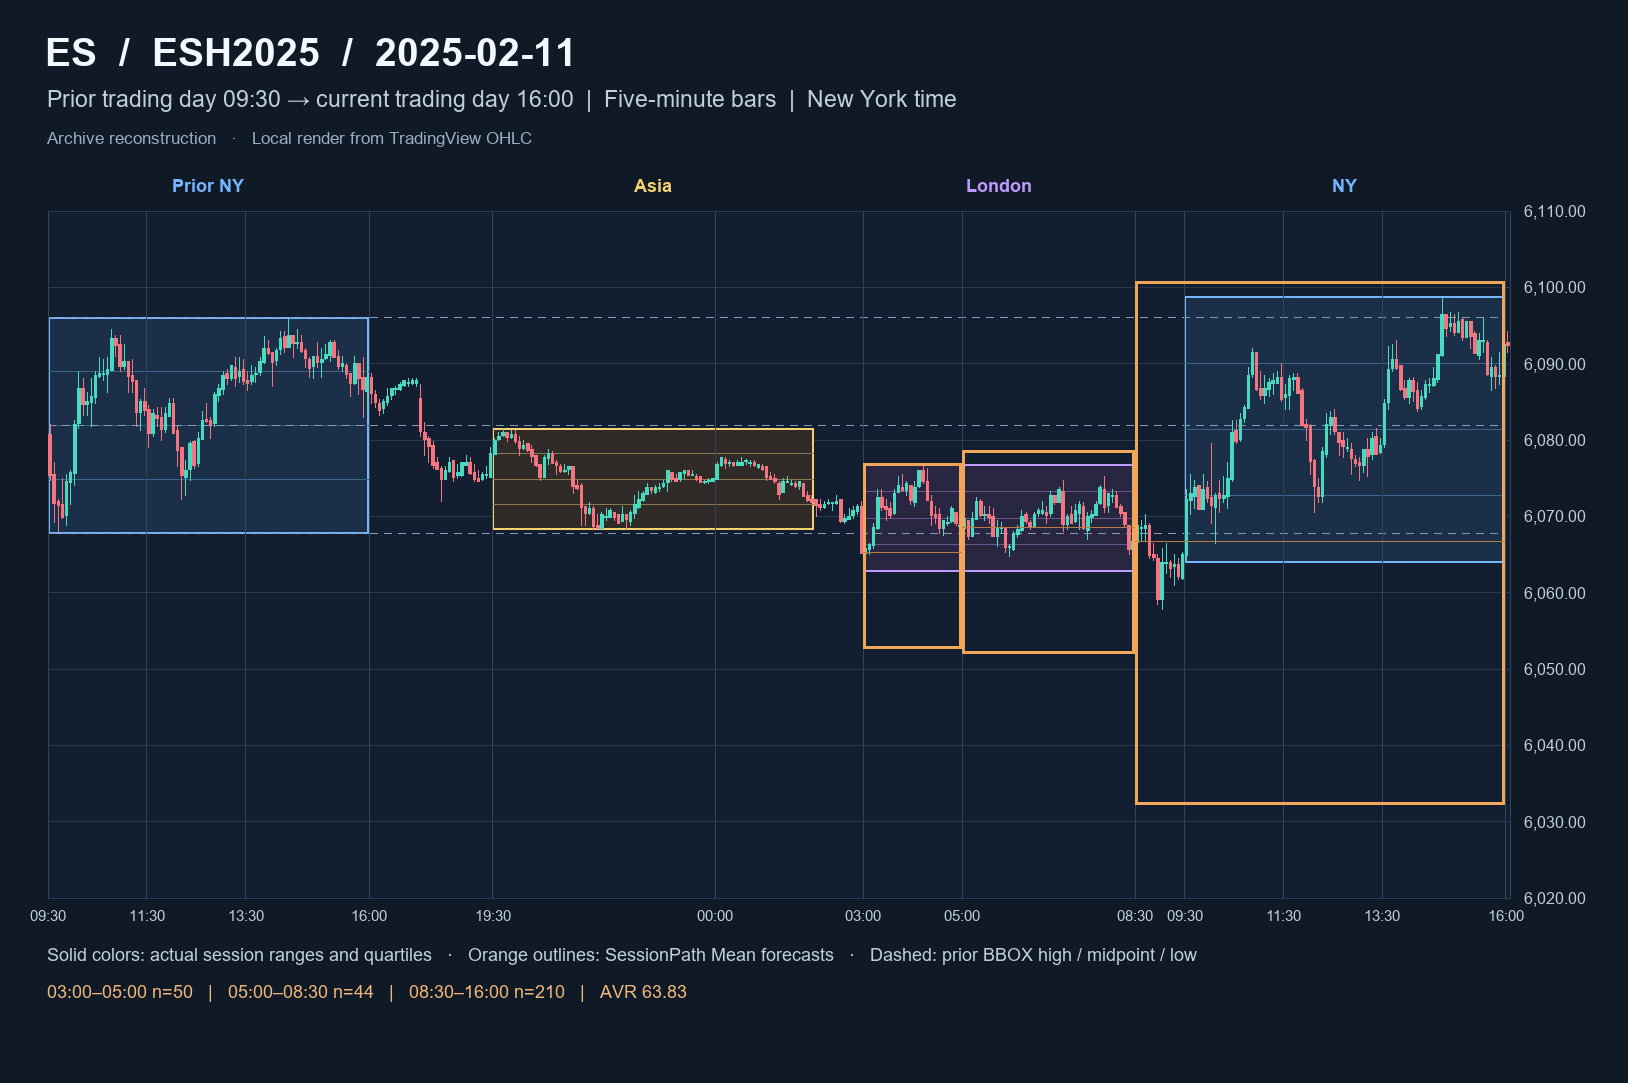 ES / ESH2025 / 2025-02-11
Prior trading day 09:30 → current trading day 16:00 | Five-minute bars | New York time
Archive reconstruction · Local render from TradingView OHLC
Prior NY Asia London NY
6,110.00
6,100.00
6,090.00
6,080.00
6,070.00
6,060.00
6,050.00
6,040.00
6,030.00
6,020.00
09:30 11:30 13:30 16:00 19:30 00:00 03:00 05:00 08:30 09:30 11:30 13:30 16:00
Solid colors: actual session ranges and quartiles · Orange outlines: SessionPath Mean forecasts · Dashed: prior BBOX high / midpoint / low
03:00–05:00 n=50 | 05:00–08:30 n=44 | 08:30–16:00 n=210 | AVR 63.83